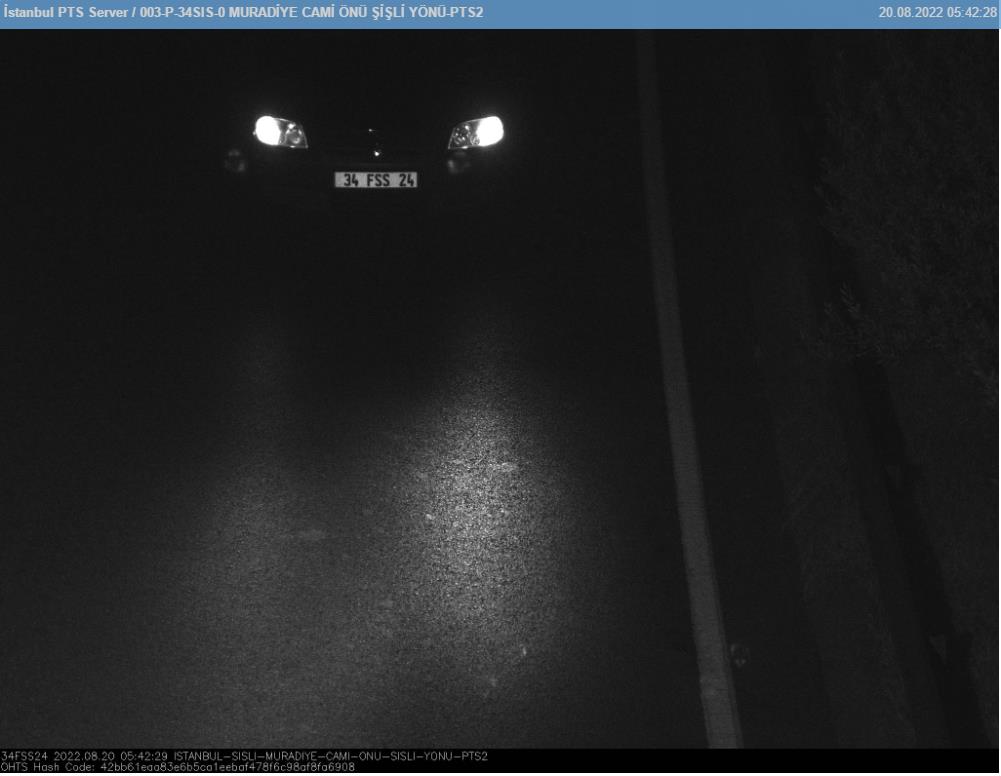 İstanbul PTS Server / 003-P-34SIS-0 MURADİYE CAMİ ÖNÜ ŞİŞLİ YÖNÜ-PTS2 20.08.2022 05:42:28
34 FSS 24
34FSS24 2022.08.20 05:42:29 ISTANBUL-SISLI-MURADIYE-CAMI-ONU-SISLI-YONU-PTS2
OHTS Hash Code: 42bb61eaa83e6b5ca1eebaf478f6c98af8fa6908